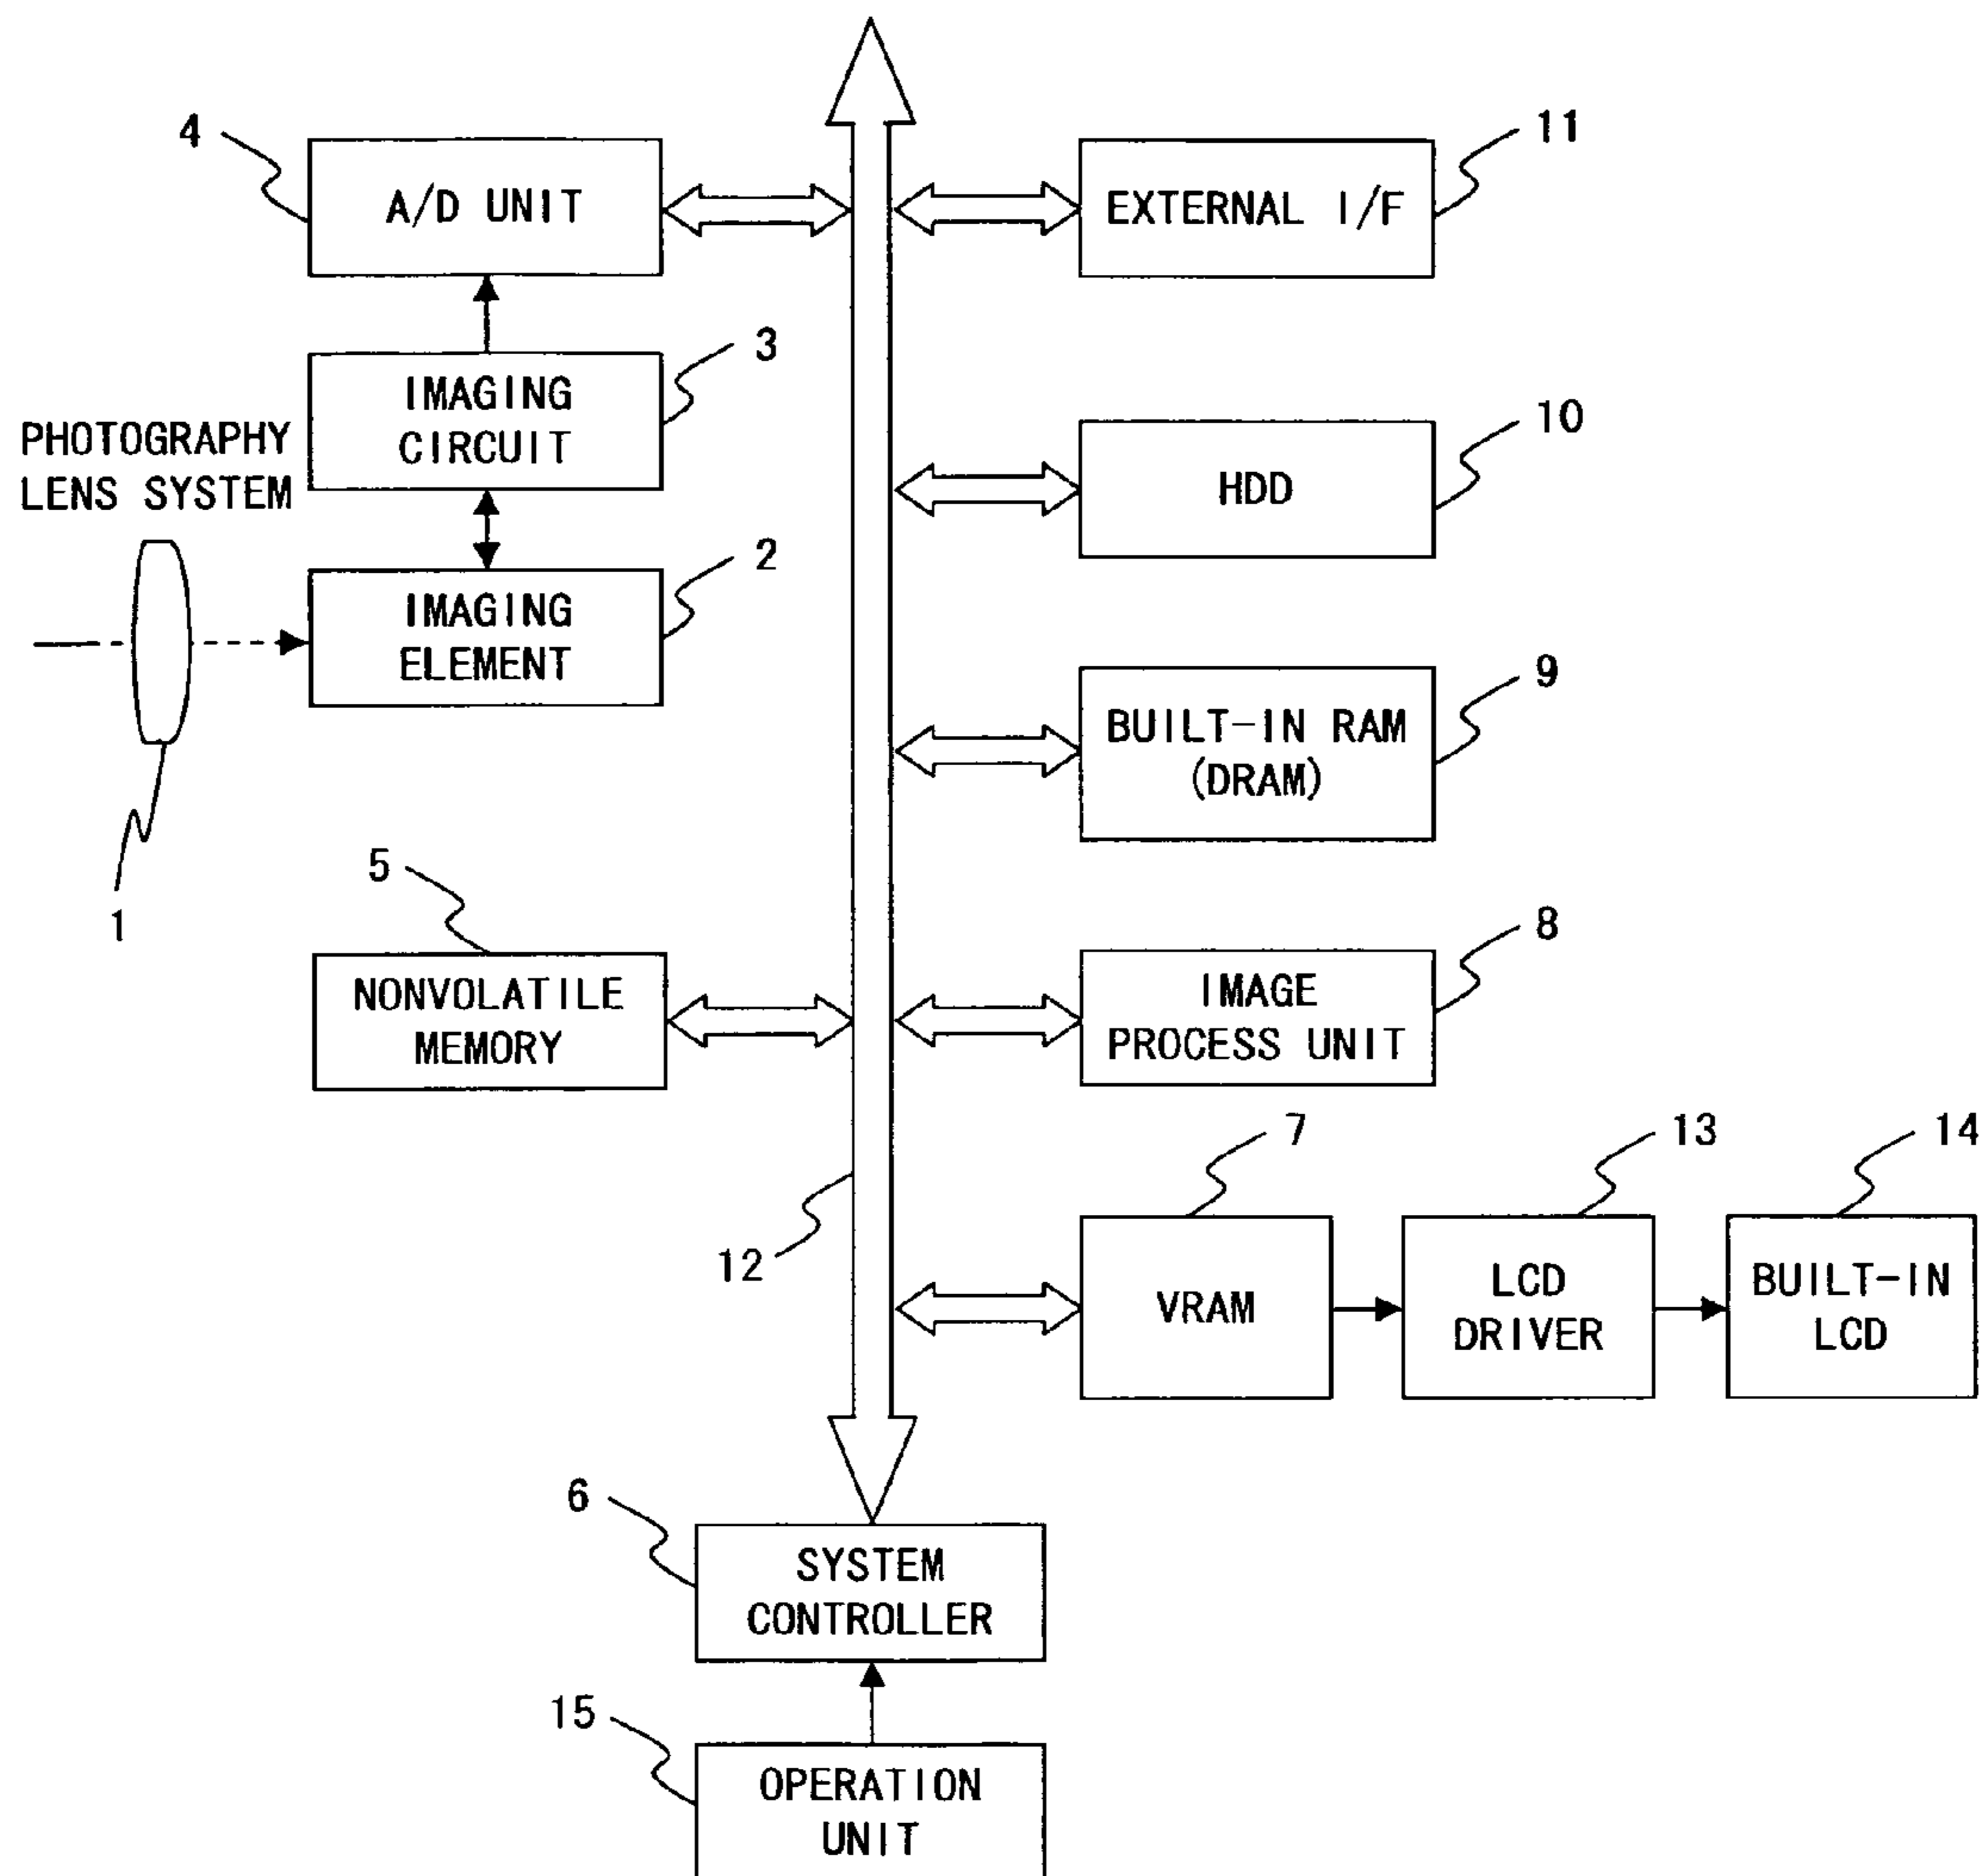 4
A/D UNIT
11
EXTERNAL I/F
3
IMAGING
CIRCUIT
PHOTOGRAPHY
LENS SYSTEM
10
HDD
2
IMAGING
ELEMENT
1
9
BUILT-IN RAM
(DRAM)
5
NONVOLATILE
MEMORY
8
IMAGE
PROCESS UNIT
12
7
VRAM
13
LCD
DRIVER
14
BUILT-IN
LCD
6
SYSTEM
CONTROLLER
15
OPERATION
UNIT